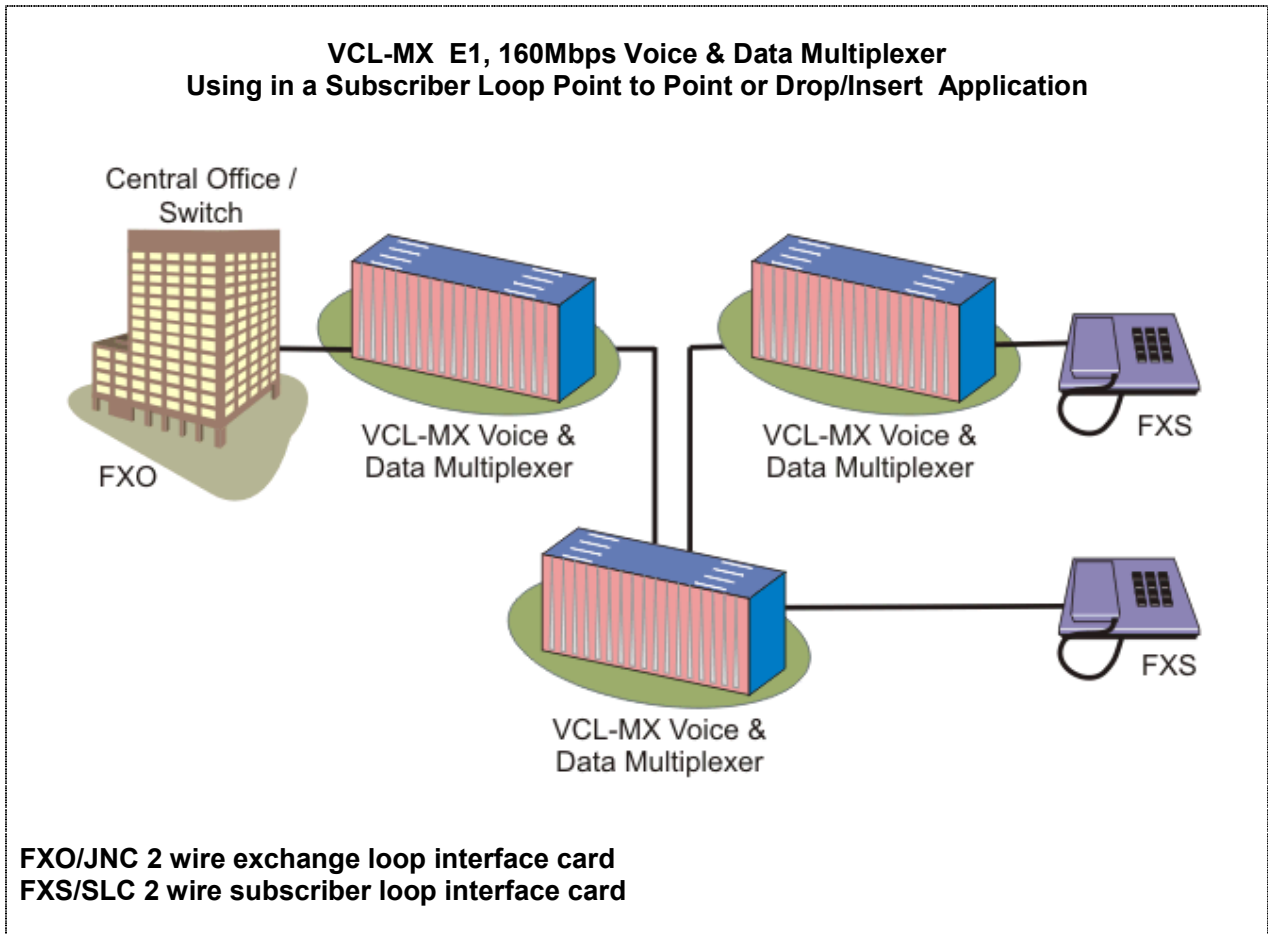 VCL-MX E1, 160Mbps Voice & Data Multiplexer
Using in a Subscriber Loop Point to Point or Drop/Insert Application
Central Office /
Switch
VCL-MX Voice &
Data Multiplexer
VCL-MX Voice &
Data Multiplexer
FXS
FXO
FXS
VCL-MX Voice &
Data Multiplexer
FXO/JNC 2 wire exchange loop interface card
FXS/SLC 2 wire subscriber loop interface card